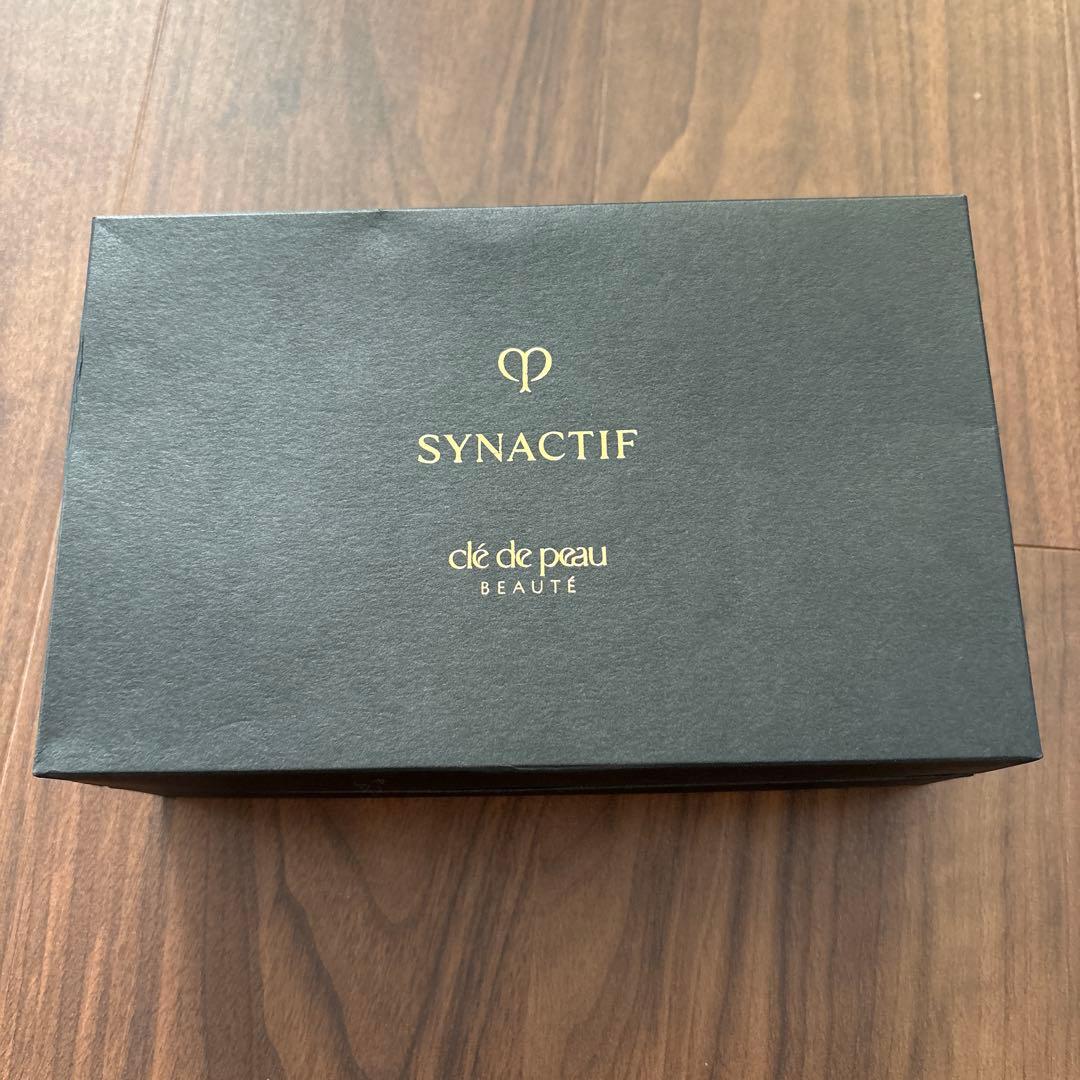 SYNACTIF
clé de peau
BEAUTÉ